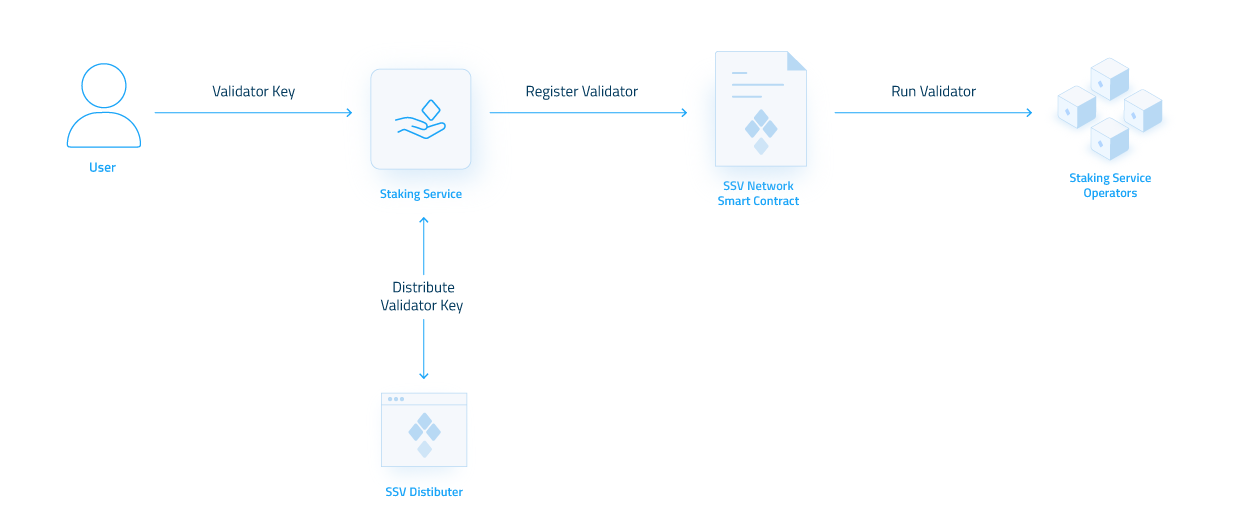 Validator Key
Register Validator
Run Validator
User
Staking Service
SSV Network
Smart Contract
Staking Service
Operators
Distribute
Validator Key
SSV Distibuter